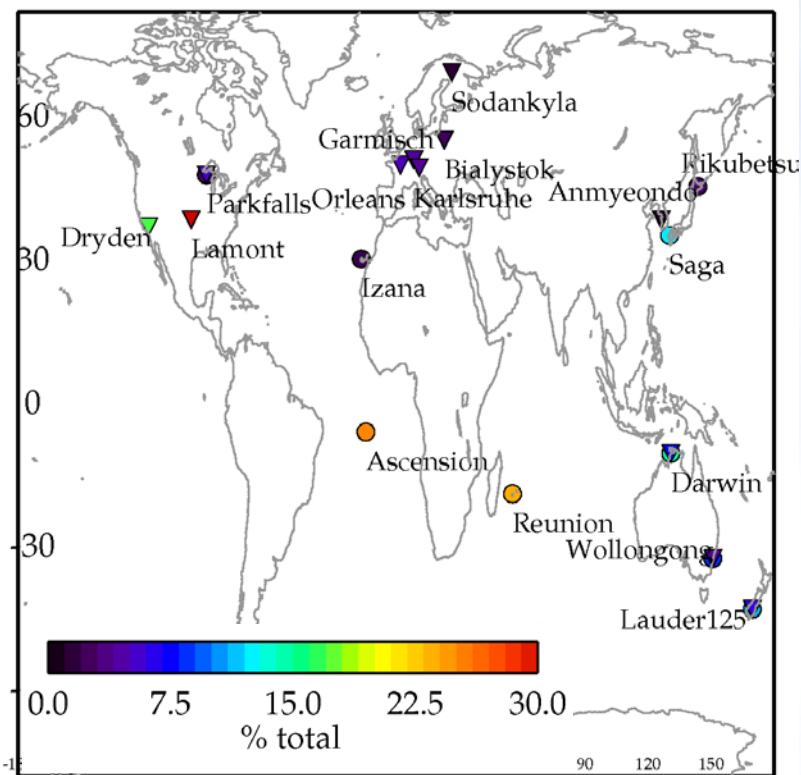 60
Sodankyla
Garmisch
Bialystok
Rikubetsu
Parkfalls
Orleans Karlsruhe
Anmyeondo
Dryden
Lamont
Saga
30
Izana
0
Ascension
Darwin
Reunion
-30
Wollongong
Lauder125
0.0 7.5 15.0 22.5 30.0
% total
90 120 150